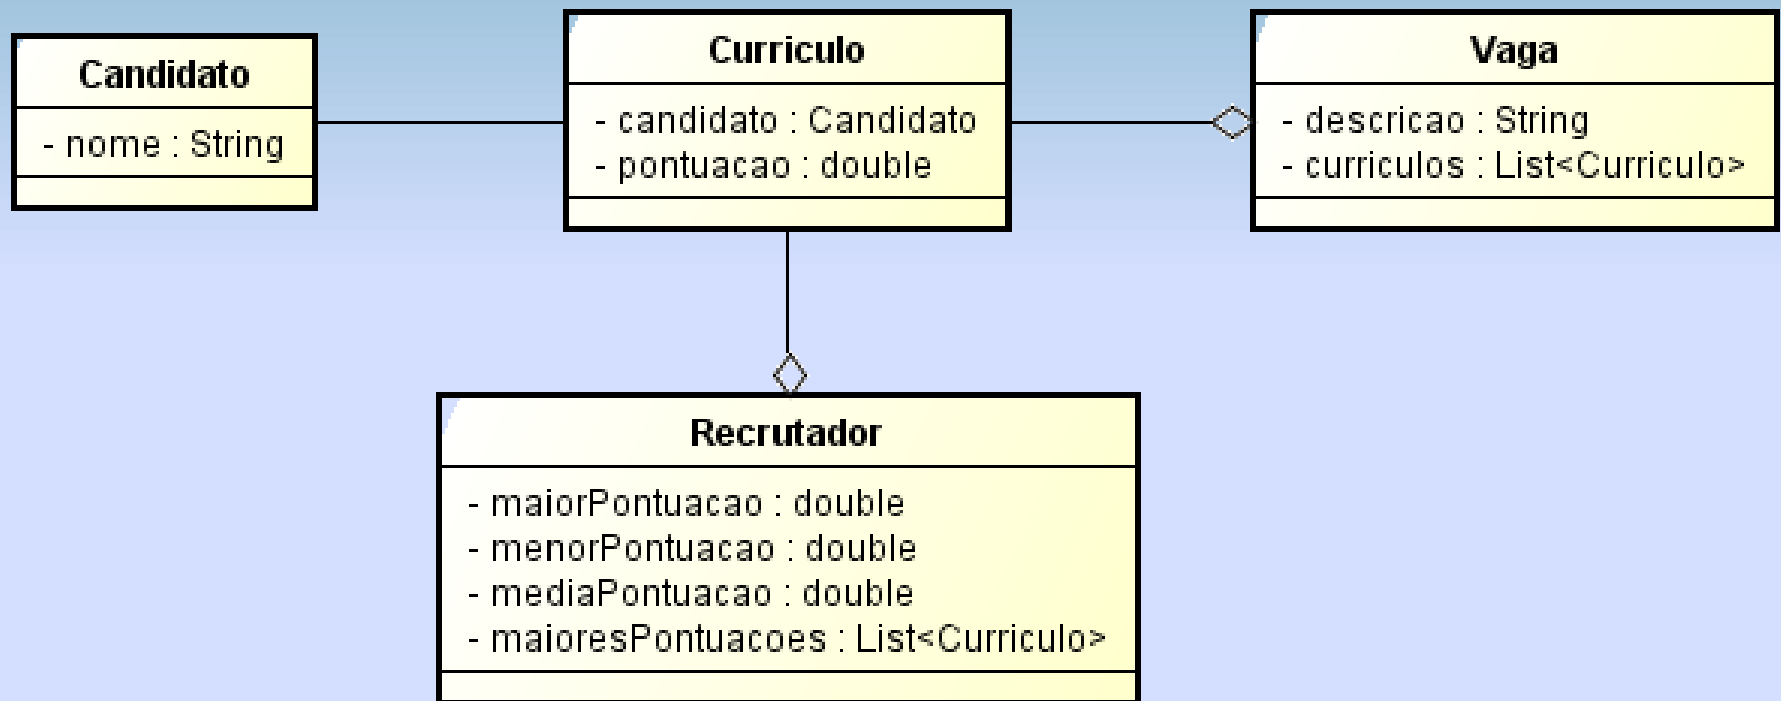 Candidato
- nome : String
Curriculo
- candidato : Candidato
- pontuacao : double
Vaga
- descricao : String
- curriculos : List<Curriculo>
Recrutador
- maiorPontuacao : double
- menorPontuacao : double
- mediaPontuacao : double
- maioresPontuacoes : List<Curriculo>